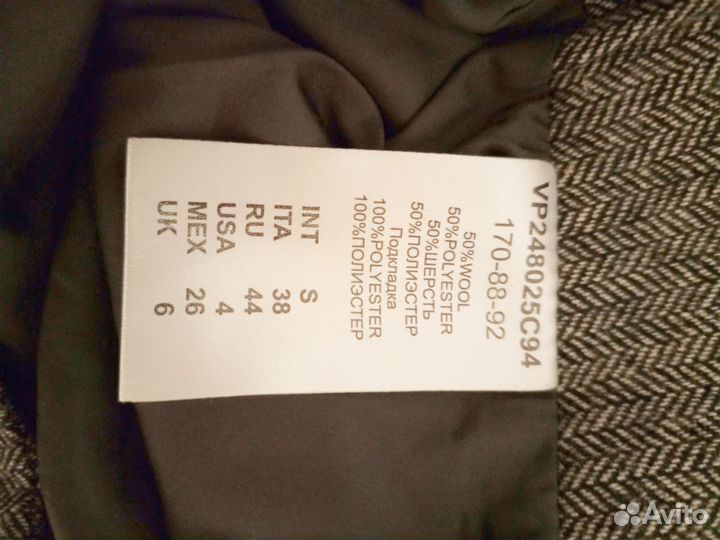 VP248025C94
170-88-92
50%WOOL
50%POLYESTER
50%ШЕРСТЬ
50%ПОЛИЭСТЕР
Подкладка
100%POLYESTER
100%ПОЛИЭСТЕР
INT S
ITA 38
RU 44
USA 4
MEX 26
UK 6
Avito